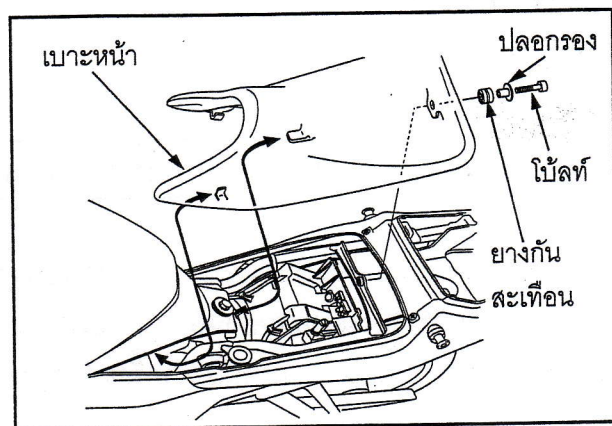 เบาะหน้า
ปลอกรอง
โบ้ลท์
ยางกัน
สะเทือน